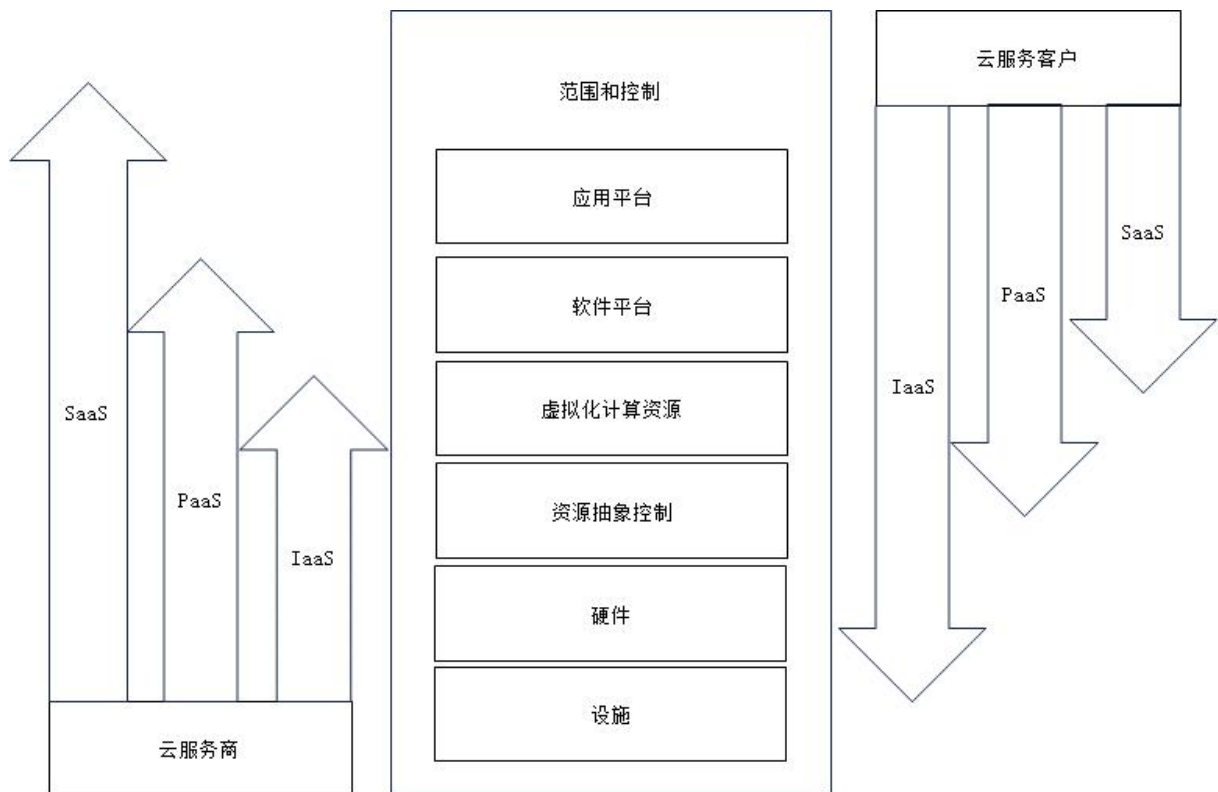 云服务客户
范围和控制
应用平台
SaaS
软件平台
PaaS
IaaS
虚拟化计算资源
SaaS
PaaS
资源抽象控制
IaaS
硬件
设施
云服务商